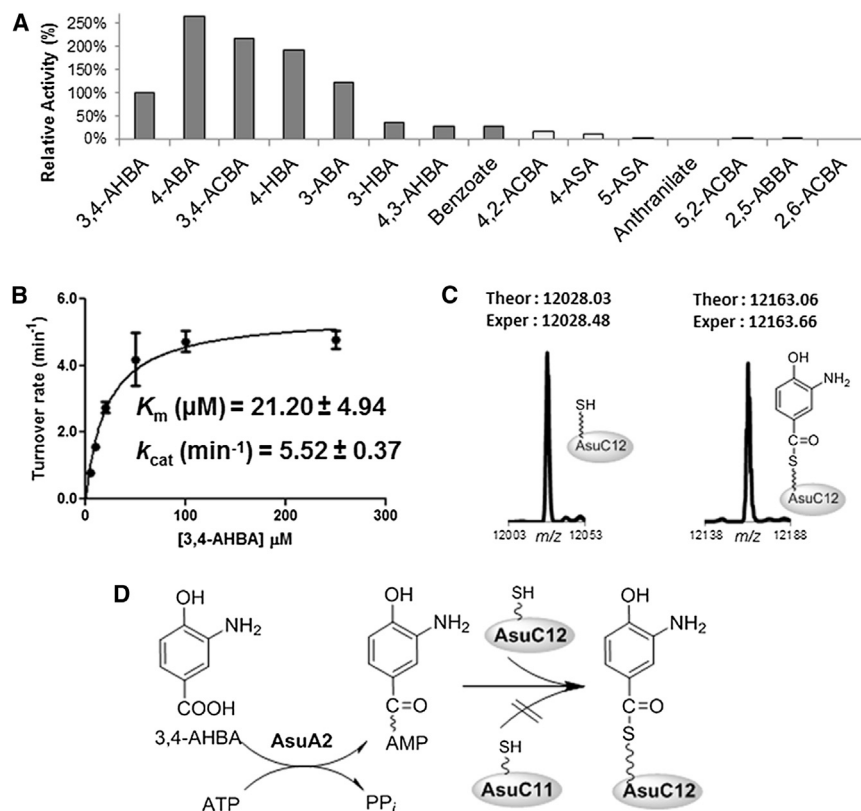 A
Relative Activity (%)
250%
200%
150%
100%
50%
0%
3,4-AHBA
4-ABA
3,4-ACBA
4-HBA
3-ABA
3-HBA
4,3-AHBA
Benzoate
4,2-ACBA
4-ASA
5-ASA
Anthranilate
5,2-ACBA
2,5-ABBA
2,6-ACBA
B
Turnover rate (min-1)
6.0
4.0
2.0
0.0
0
100
200
300
[3,4-AHBA] µM
Km (µM) = 21.20 ± 4.94
kcat (min-1) = 5.52 ± 0.37
C
Theor : 12028.03
Exper : 12028.48
SH
AsuC12
12003 m/z 12053
Theor : 12163.06
Exper : 12163.66
OH
NH2
C=O
S
AsuC12
12138 m/z 12188
D
OH
NH2
COOH
3,4-AHBA
AsuA2
ATP
PPi
OH
NH2
C=O
AMP
SH
AsuC12
SH
AsuC11
OH
NH2
C=O
S
AsuC12